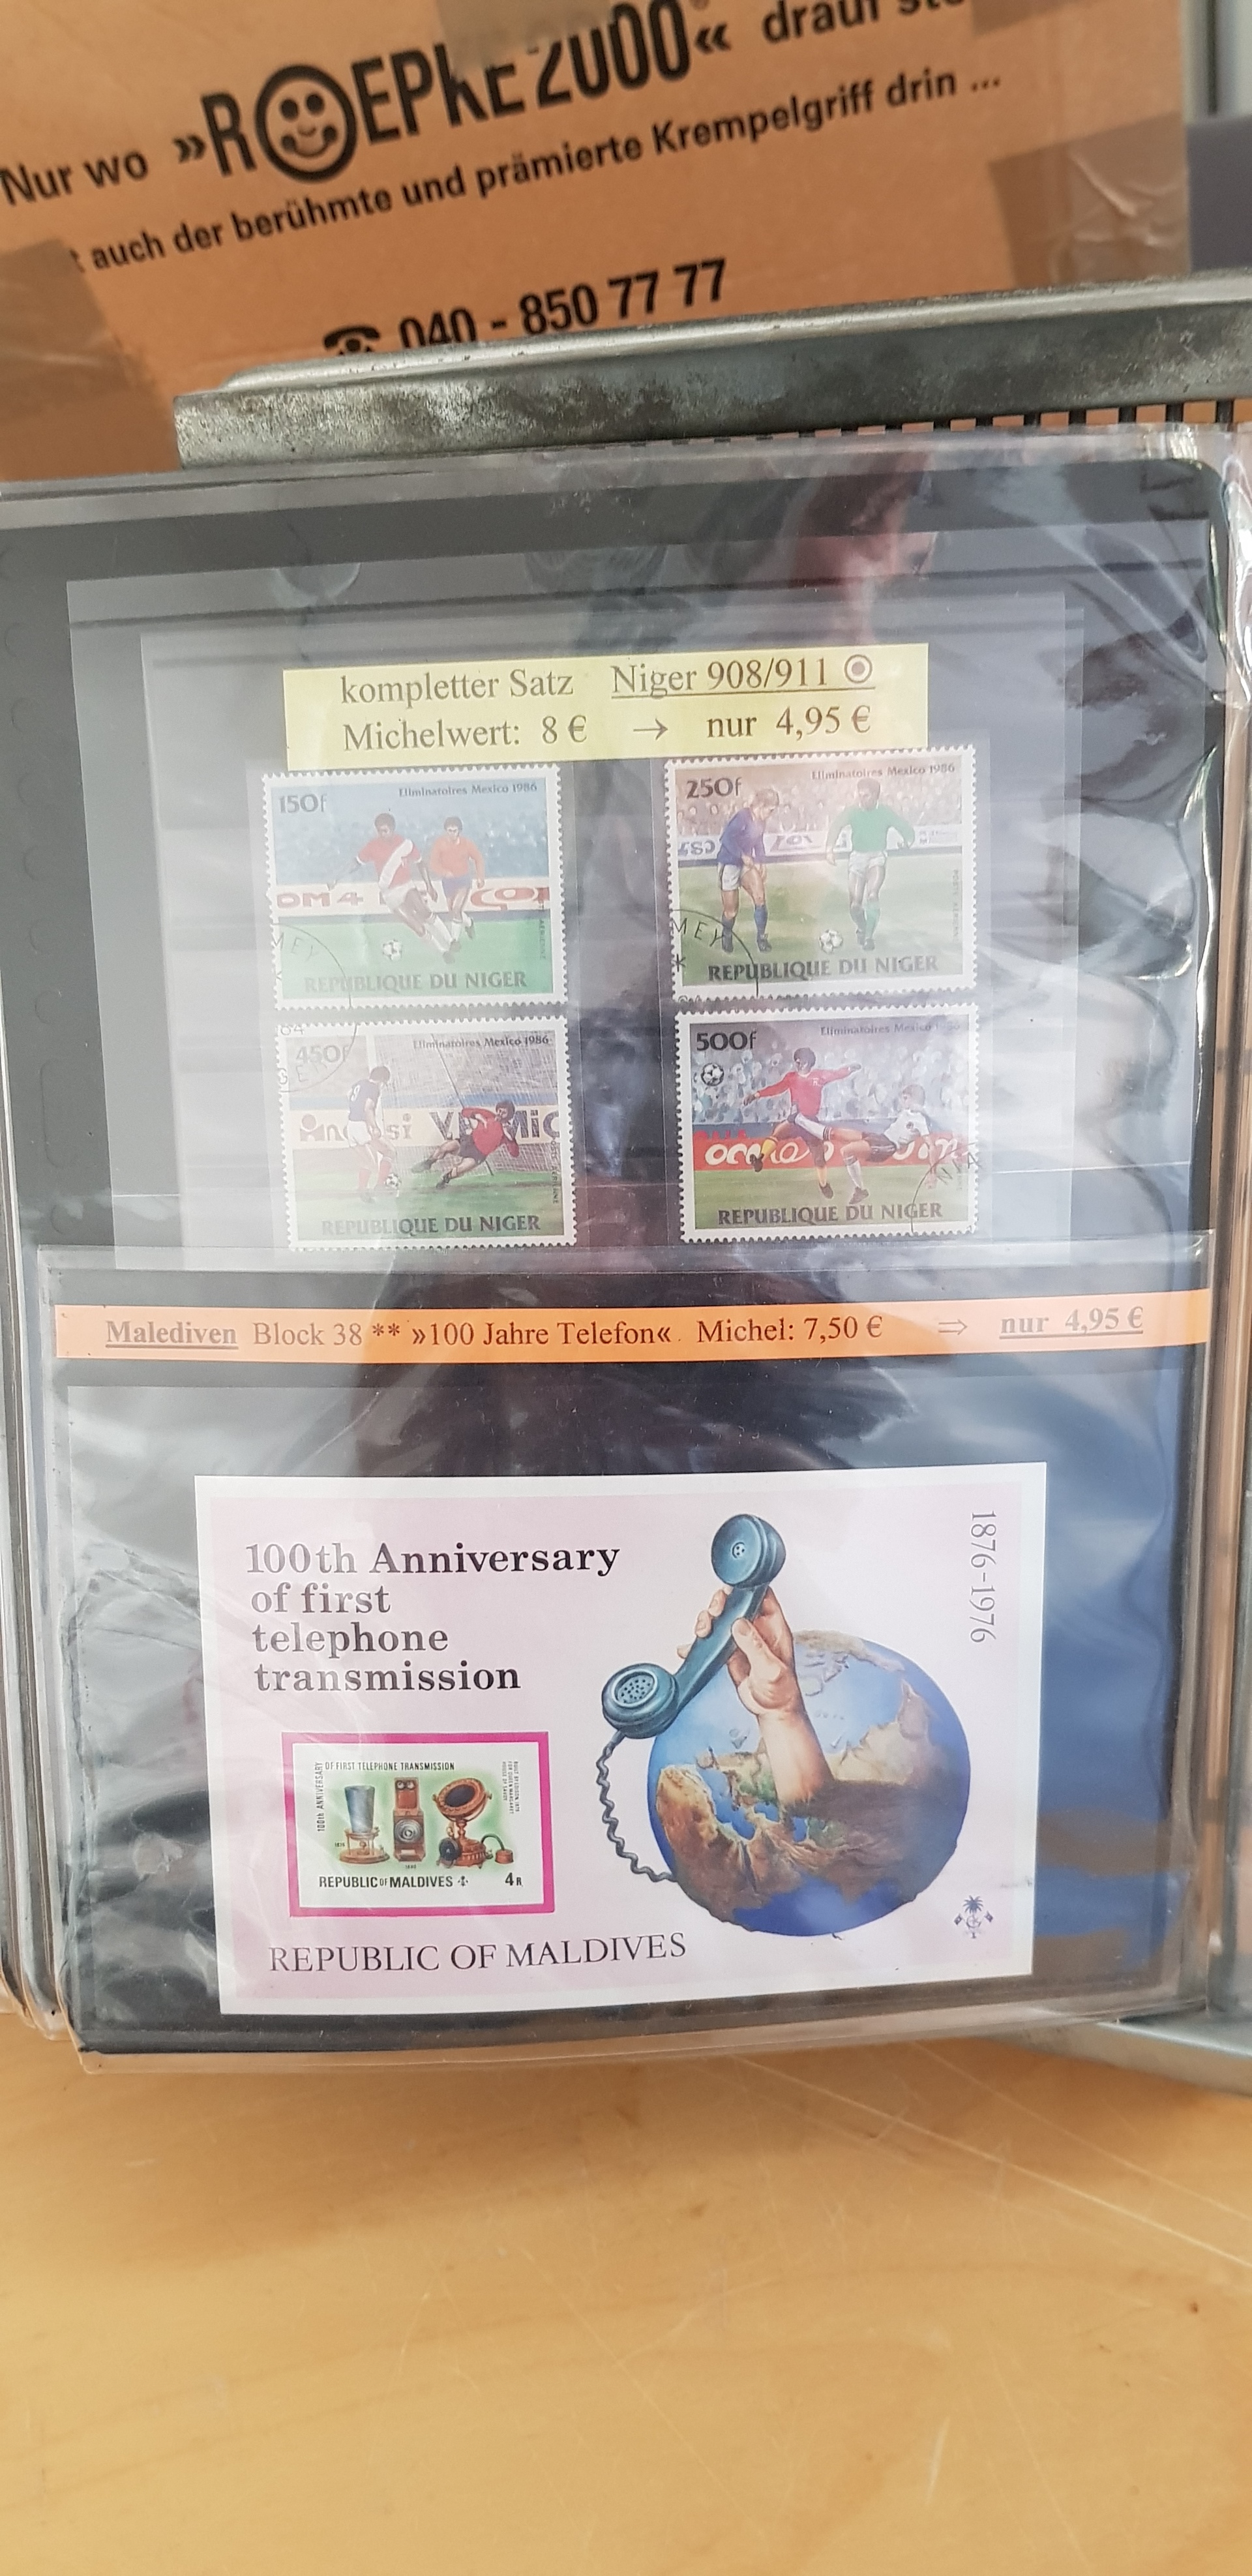 Nur wo »ROEPKE 2000« drauf
auch der berühmte und prämierte Krempelgriff drin ...
040 - 850 77 77
kompletter Satz Niger 908/911
Michelwert: 8 € → nur 4,95 €
150f
Eliminatoires Mexico 1986
MEY
REPUBLIQUE DU NIGER
250f
Eliminatoires Mexico 1986
MEY
REPUBLIQUE DU NIGER
450f
Eliminatoires Mexico 1986
9
REPUBLIQUE DU NIGER
500f
Eliminatoires Mexico 1986
REPUBLIQUE DU NIGER
Malediven Block 38 ** »100 Jahre Telefon« Michel: 7,50 € ⇒ nur 4,95 €
100th Anniversary
of first
telephone
transmission
1876-1976
100th ANNIVERSARY
OF FIRST TELEPHONE TRANSMISSION
REPUBLIC OF MALDIVES 4R
REPUBLIC OF MALDIVES